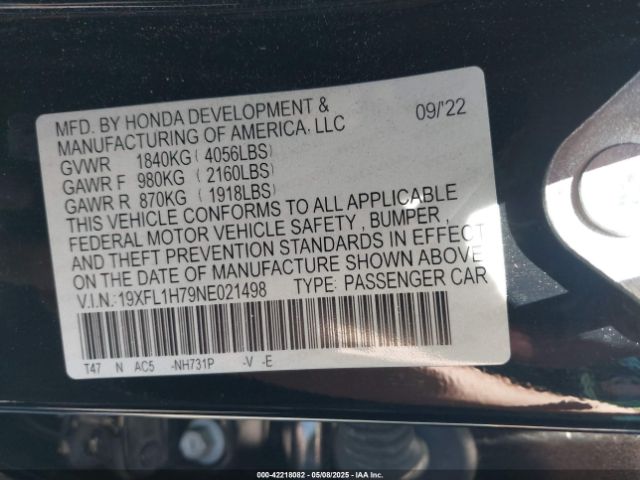 MFD. BY HONDA DEVELOPMENT & 09/'22
MANUFACTURING OF AMERICA, LLC
GVWR 1840KG ( 4056LBS)
GAWR F 980KG ( 2160LBS)
GAWR R 870KG ( 1918LBS)
THIS VEHICLE CONFORMS TO ALL APPLICABLE
FEDERAL MOTOR VEHICLE SAFETY , BUMPER ,
AND THEFT PREVENTION STANDARDS IN EFFECT
ON THE DATE OF MANUFACTURE SHOWN ABOVE.
V.I.N.:19XFL1H79NE021498 TYPE: PASSENGER CAR
T47 N AC5 -NH731P -V -E
000-42218082 - 05/08/2025 - IAA Inc.